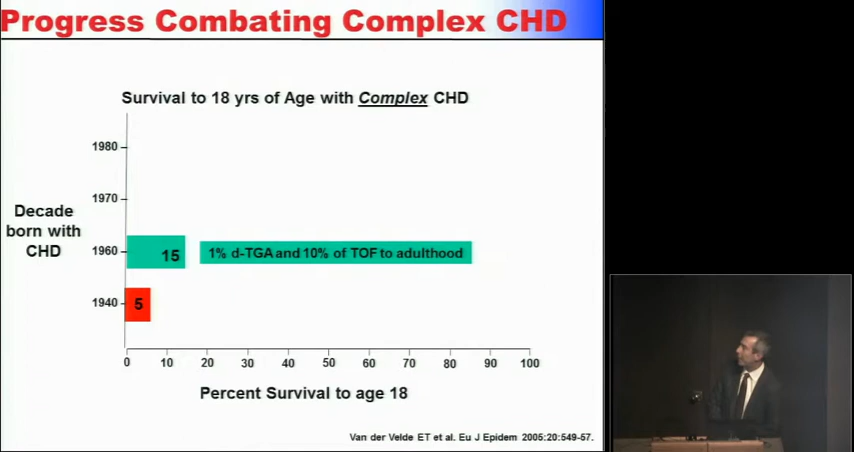 Progress Combating Complex CHD
Survival to 18 yrs of Age with Complex CHD
1980
1970
Decade
born with
CHD
1960
15
1% d-TGA and 10% of TOF to adulthood
1940
5
0 10 20 30 40 50 60 70 80 90 100
Percent Survival to age 18
Van der Velde ET et al. Eu J Epidem 2005:20:549-57.